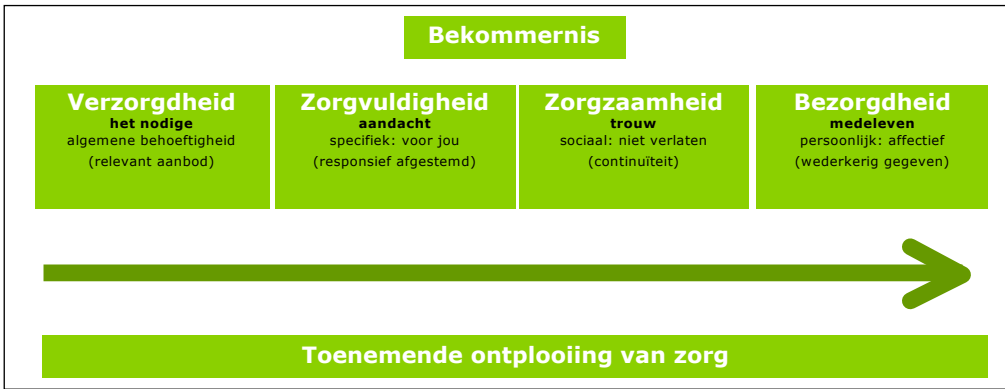 Bekommernis
Verzorgdheid
het nodige
algemene behoeftigheid
(relevant aanbod)
Zorgvuldigheid
aandacht
specifiek: voor jou
(responsief afgestemd)
Zorgzaamheid
trouw
sociaal: niet verlaten
(continuïteit)
Bezorgdheid
medeleven
persoonlijk: affectief
(wederkerig gegeven)
Toenemende ontplooiing van zorg